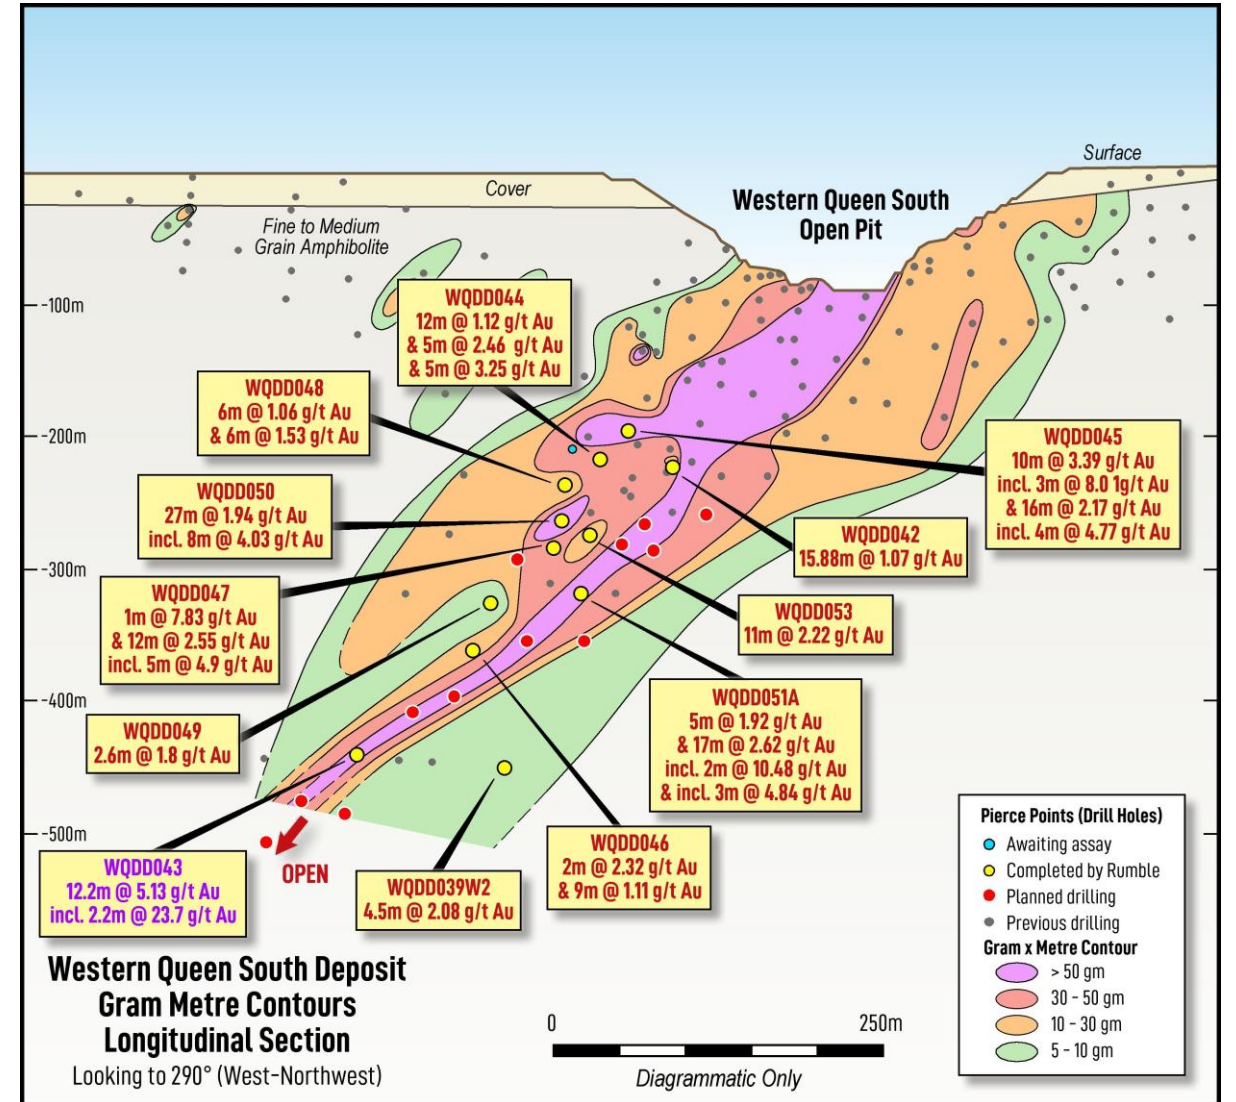 Surface
Cover
Western Queen South
Open Pit
Fine to Medium
Grain Amphibolite
-100m
-200m
-300m
-400m
-500m
WQDD044
12m @ 1.12 g/t Au
& 5m @ 2.46 g/t Au
& 5m @ 3.25 g/t Au
WQDD048
6m @ 1.06 g/t Au
& 6m @ 1.53 g/t Au
WQDD045
10m @ 3.39 g/t Au
incl. 3m @ 8.0 1g/t Au
& 16m @ 2.17 g/t Au
incl. 4m @ 4.77 g/t Au
WQDD050
27m @ 1.94 g/t Au
incl. 8m @ 4.03 g/t Au
WQDD042
15.88m @ 1.07 g/t Au
WQDD047
1m @ 7.83 g/t Au
& 12m @ 2.55 g/t Au
incl. 5m @ 4.9 g/t Au
WQDD053
11m @ 2.22 g/t Au
WQDD051A
5m @ 1.92 g/t Au
& 17m @ 2.62 g/t Au
incl. 2m @ 10.48 g/t Au
& incl. 3m @ 4.84 g/t Au
WQDD049
2.6m @ 1.8 g/t Au
WQDD046
2m @ 2.32 g/t Au
& 9m @ 1.11 g/t Au
WQDD043
12.2m @ 5.13 g/t Au
incl. 2.2m @ 23.7 g/t Au
OPEN
WQDD039W2
4.5m @ 2.08 g/t Au
Pierce Points (Drill Holes)
Awaiting assay
Completed by Rumble
Planned drilling
Previous drilling
Gram x Metre Contour
> 50 gm
30 - 50 gm
10 - 30 gm
5 - 10 gm
Western Queen South Deposit
Gram Metre Contours
Longitudinal Section
Looking to 290° (West-Northwest)
0 250m
Diagrammatic Only